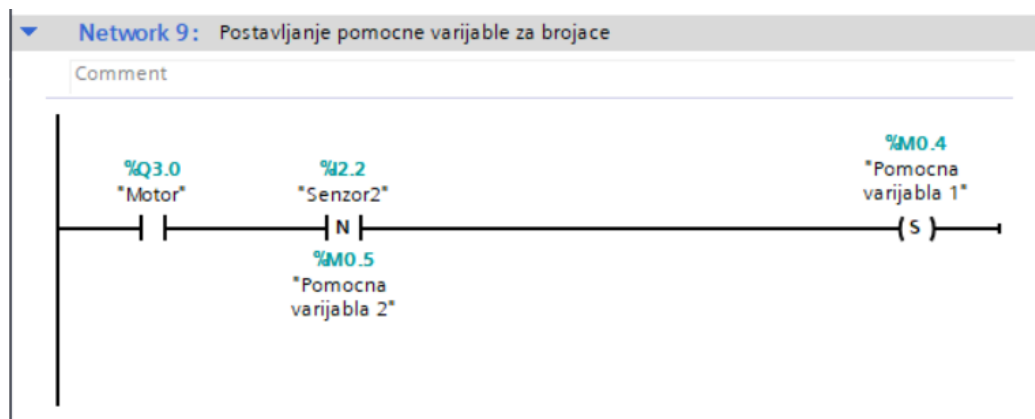 Network 9: Postavljanje pomocne varijable za brojace
Comment
%Q3.0
"Motor"
%I2.2
"Senzor2"
N
%M0.5
"Pomocna
varijabla 2"
%M0.4
"Pomocna
varijabla 1"
S